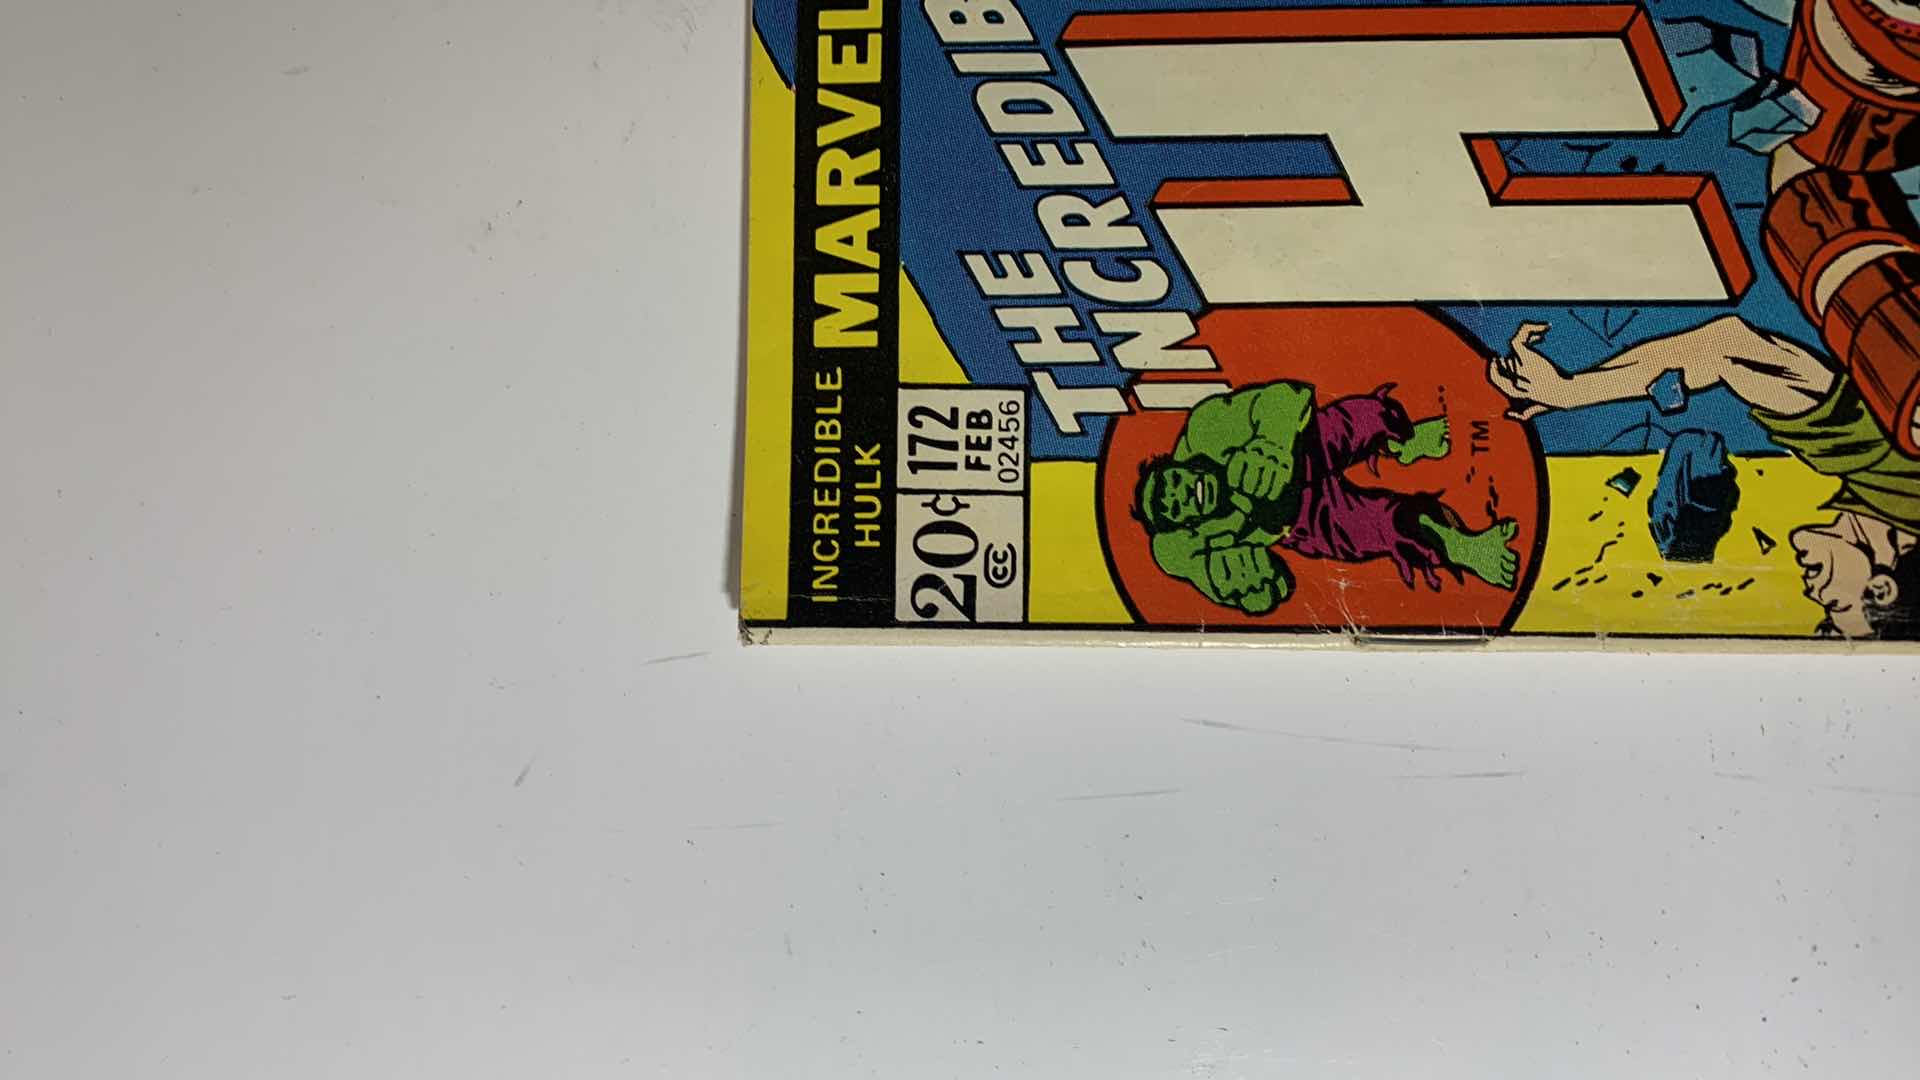 INCREDIBLE
HULK
MARVEL
20¢
172
FEB
02456
CC
THE
INCREDIB
H
TM